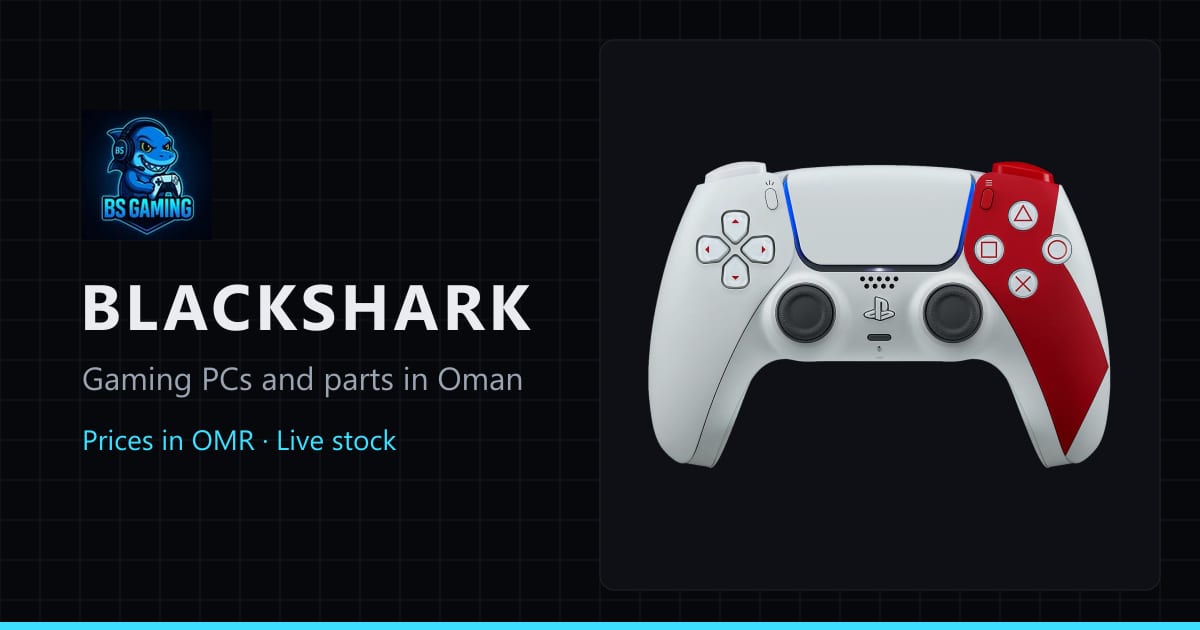 BS
BS GAMING
BLACKSHARK
Gaming PCs and parts in Oman
Prices in OMR · Live stock